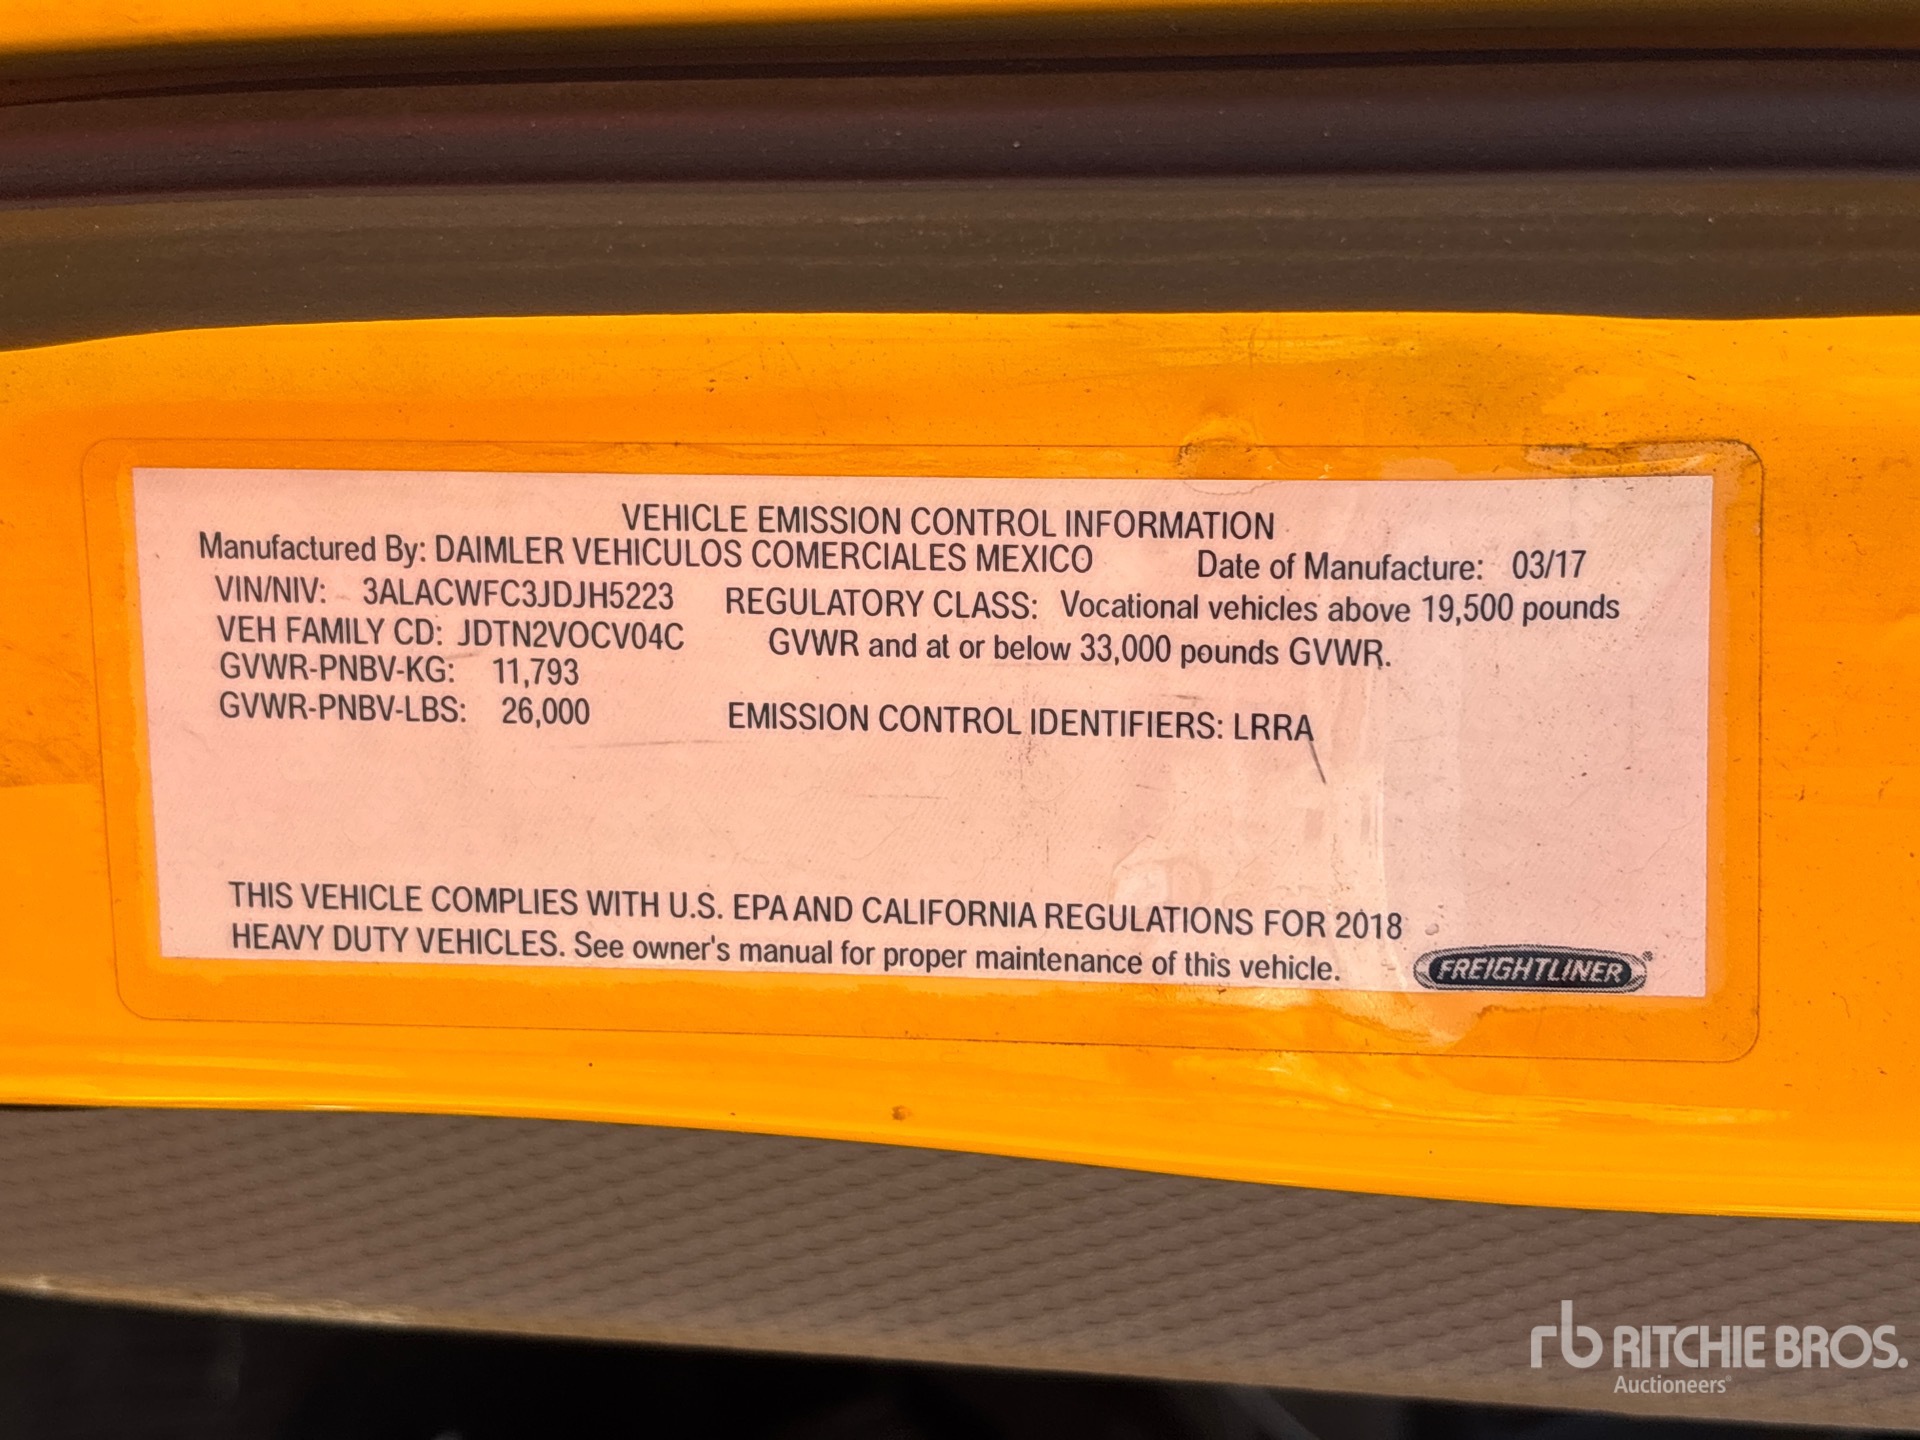 VEHICLE EMISSION CONTROL INFORMATION
Manufactured By: DAIMLER VEHICULOS COMERCIALES MEXICO Date of Manufacture: 03/17
VIN/NIV: 3ALACWFC3JDJH5223 REGULATORY CLASS: Vocational vehicles above 19,500 pounds
VEH FAMILY CD: JDTN2VOCV04C GVWR and at or below 33,000 pounds GVWR.
GVWR-PNBV-KG: 11,793
GVWR-PNBV-LBS: 26,000 EMISSION CONTROL IDENTIFIERS: LRRA
THIS VEHICLE COMPLIES WITH U.S. EPA AND CALIFORNIA REGULATIONS FOR 2018
HEAVY DUTY VEHICLES. See owner's manual for proper maintenance of this vehicle.
FREIGHTLINER®
rb RITCHIE BROS.
Auctioneers®